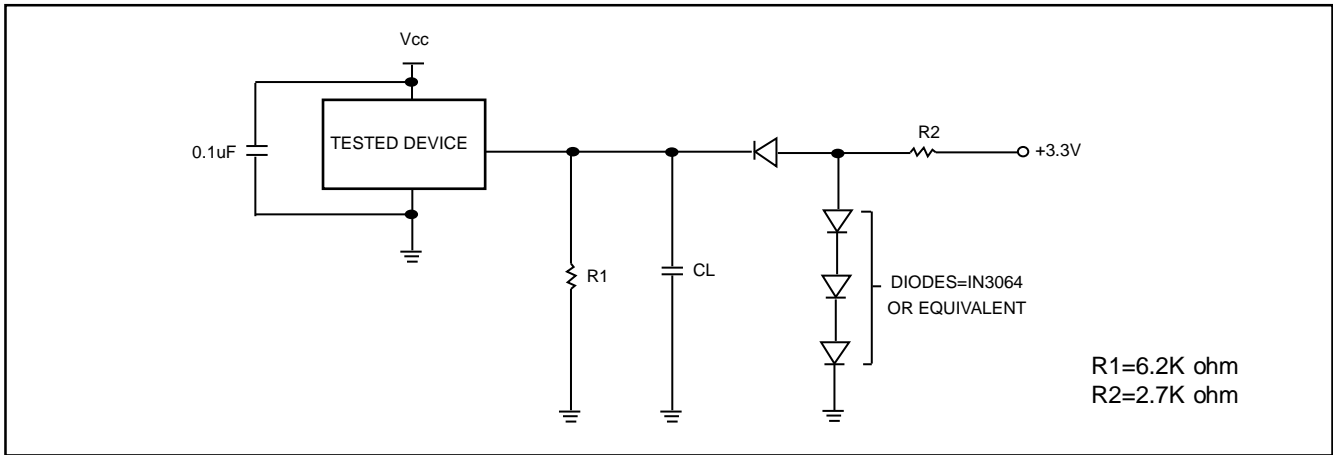 Vcc
0.1uF
TESTED DEVICE
R2
+3.3V
R1
CL
DIODES=IN3064
OR EQUIVALENT
R1=6.2K ohm
R2=2.7K ohm